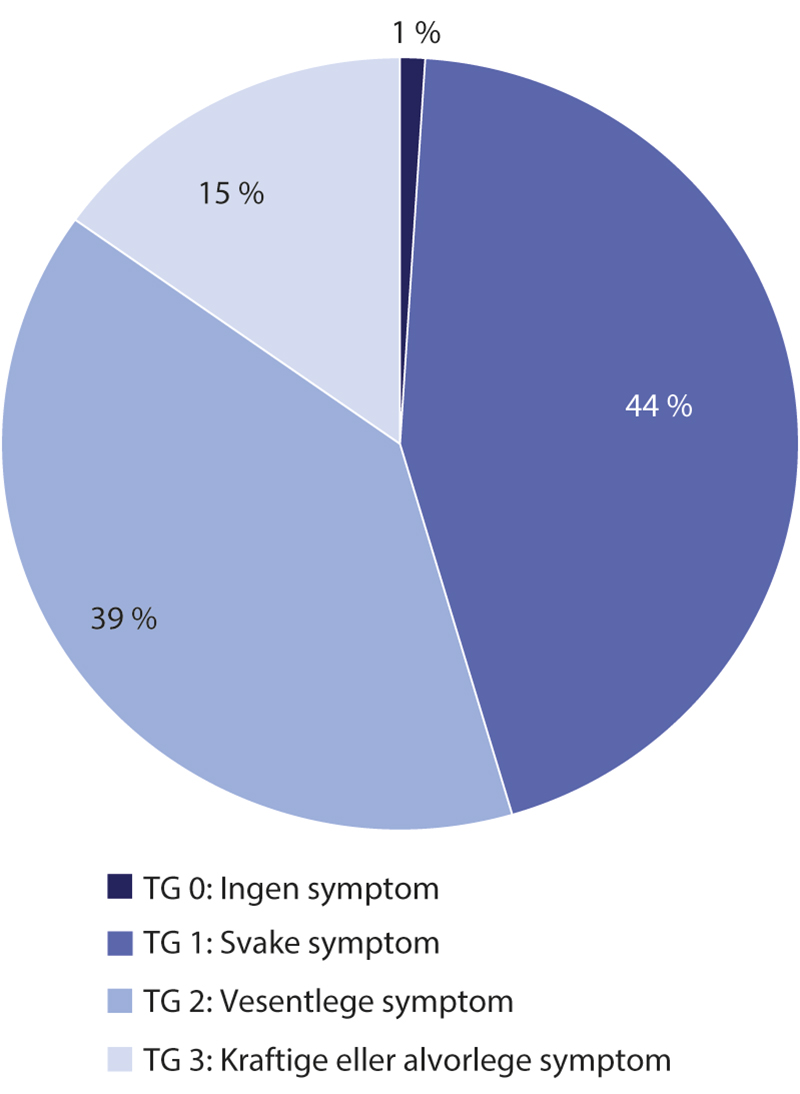 1 %
15 %
44 %
39 %
TG 0: Ingen symptom
TG 1: Svake symptom
TG 2: Vesentlege symptom
TG 3: Kraftige eller alvorlege symptom